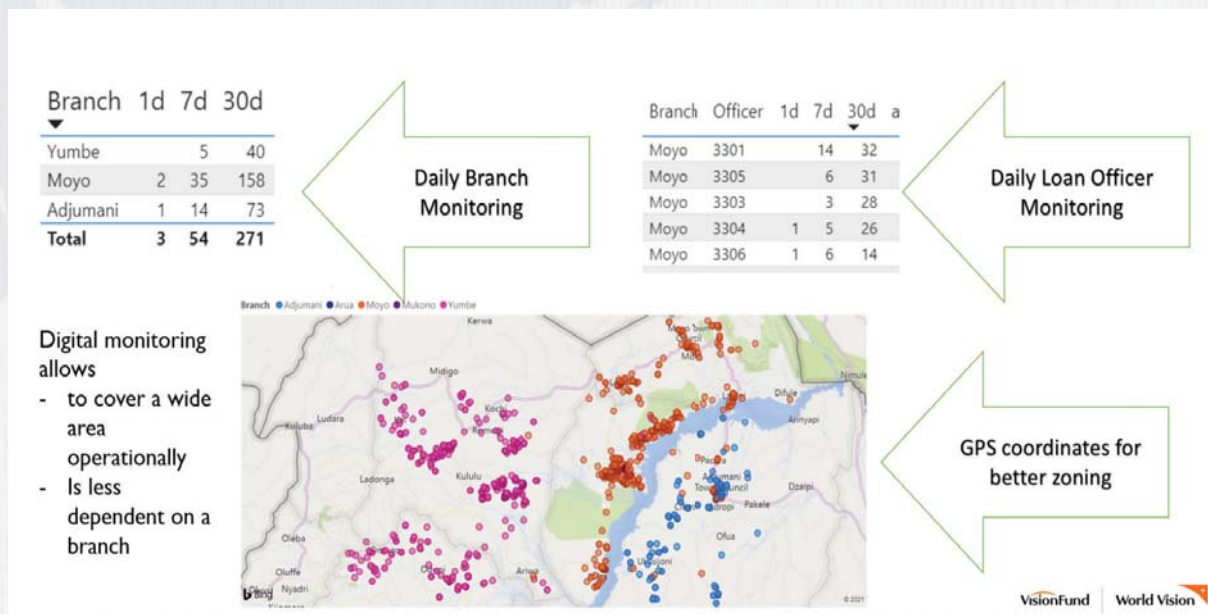 Branch 1d 7d 30d
Yumbe 5 40
Moyo 2 35 158
Adjumani 1 14 73
Total 3 54 271
Daily Branch
Monitoring
Branch Officer 1d 7d 30d a
Moyo 3301 14 32
Moyo 3305 6 31
Moyo 3303 3 28
Moyo 3304 1 5 26
Moyo 3306 1 6 14
Daily Loan Officer
Monitoring
Digital monitoring
allows
- to cover a wide
area
operationally
- Is less
dependent on a
branch
Branch Adjumani Arua Moyo Mukono Yumbe
Kerwa
Midigo
Nimule
Kuluba
Ludara
Kochi
Difule
Arinyapi
Ladonga
Kululu
Dzaipi
Pakele
Oleba
Ofua
Oluffe
Ariwa
Nyadri
Bing
© 2021
GPS coordinates for
better zoning
VisionFund
World Vision